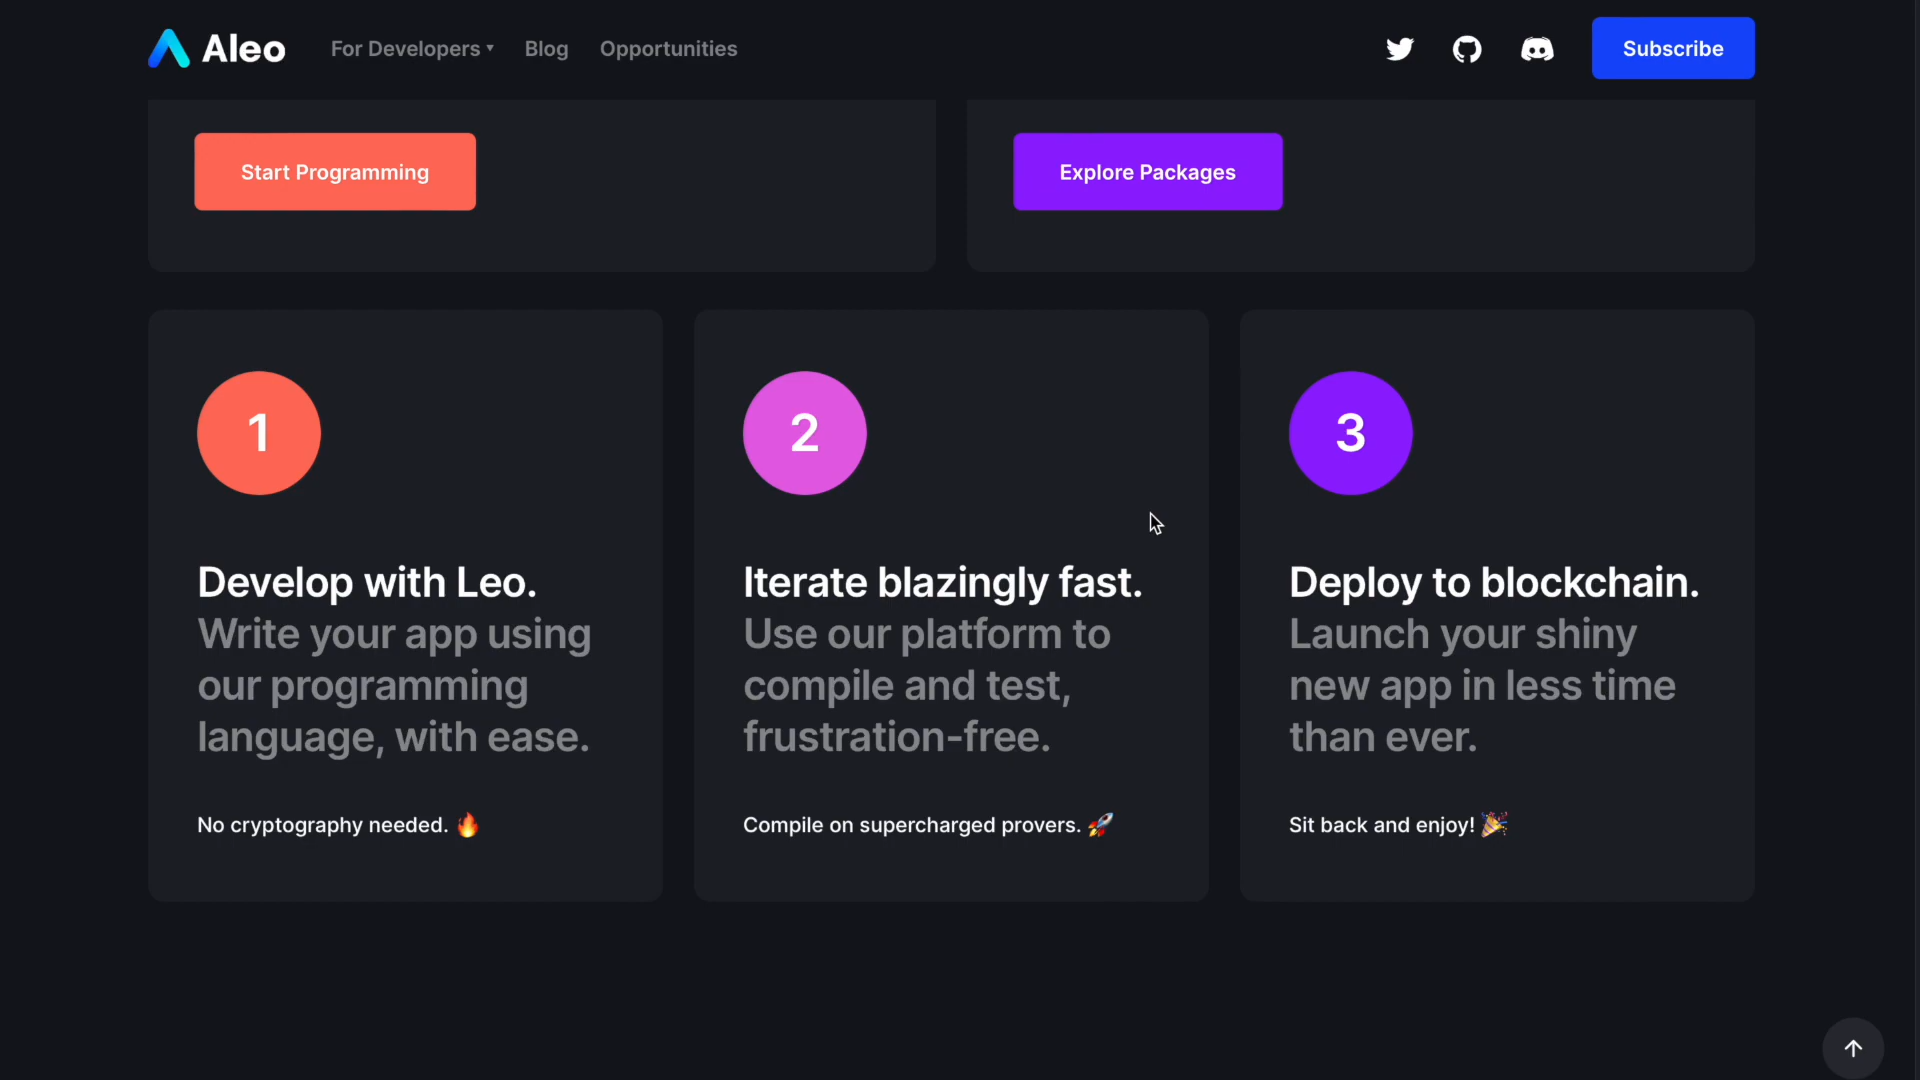 Aleo
For Developers ▾
Blog
Opportunities
Subscribe
Start Programming
Explore Packages
1
Develop with Leo.
Write your app using
our programming
language, with ease.
No cryptography needed. 🔥
2
Iterate blazingly fast.
Use our platform to
compile and test,
frustration-free.
Compile on supercharged provers. 🚀
3
Deploy to blockchain.
Launch your shiny
new app in less time
than ever.
Sit back and enjoy! 🎉